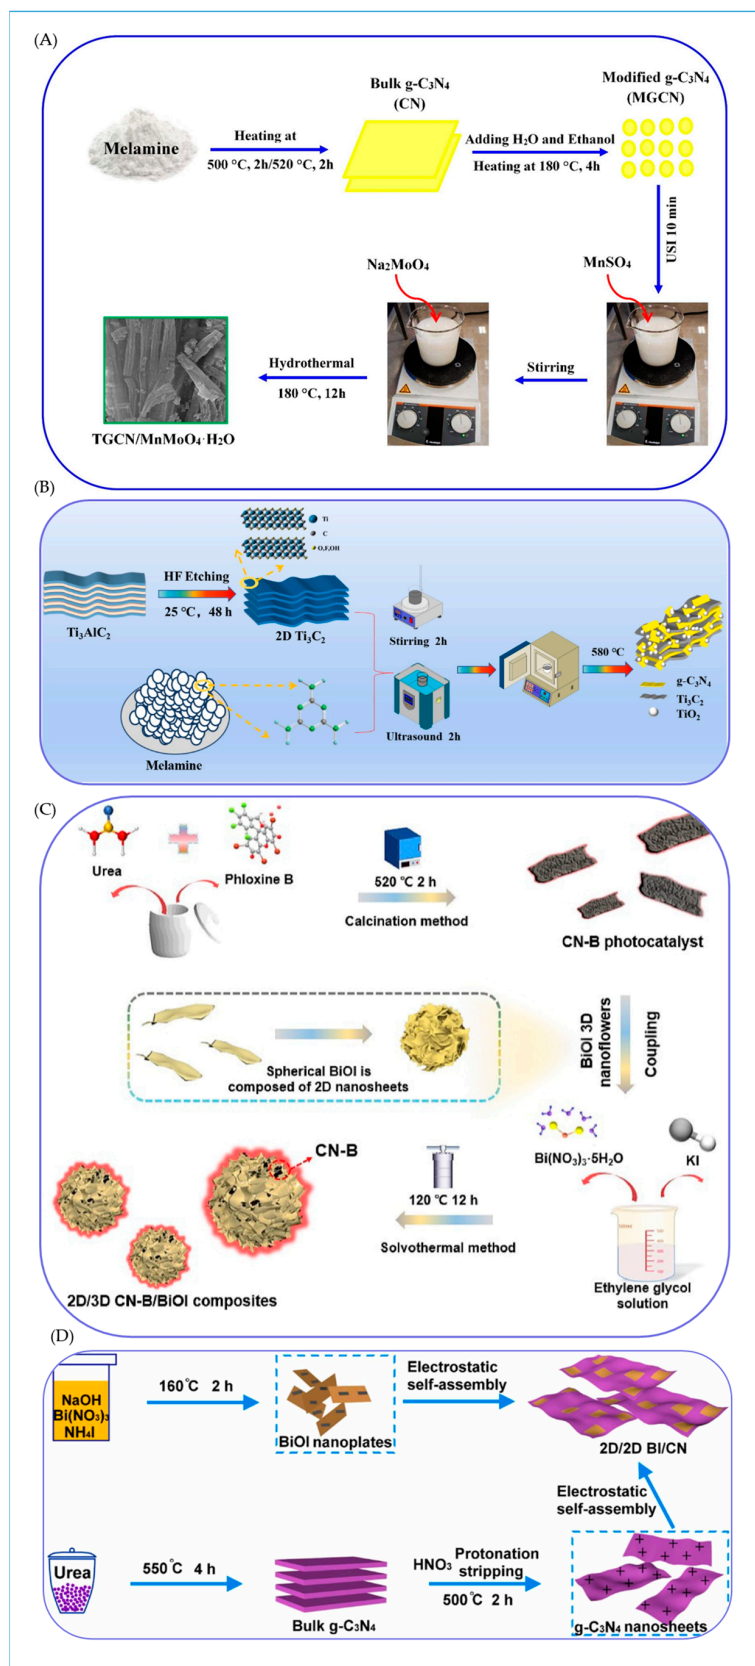 (A)
Bulk g-C₃N₄
(CN)
Modified g-C₃N₄
(MGCN)
Melamine
Heating at
500 °C, 2h/520 °C, 2h
Adding H₂O and Ethanol
Heating at 180 °C, 4h
USI 10 min
Na₂MoO₄
MnSO₄
Hydrothermal
180 °C, 12h
Stirring
TGCN/MnMoO₄·H₂O
(B)
Ti
C
O,F,OH
HF Etching
25 °C, 48 h
Ti₃AlC₂
2D Ti₃C₂
Stirring 2h
580 °C
g-C₃N₄
Ti₃C₂
TiO₂
Melamine
Ultrasound 2h
(C)
Urea
Phloxine B
520 ℃ 2 h
Calcination method
CN-B photocatalyst
Spherical BiOI is
composed of 2D nanosheets
BiOI 3D
nanoflowers
Coupling
CN-B
Bi(NO₃)₃·5H₂O
KI
120 ℃ 12 h
Solvothermal method
Ethylene glycol
solution
2D/3D CN-B/BiOI composites
(D)
NaOH
Bi(NO₃)₃
NH₄I
160℃ 2 h
BiOI nanoplates
Electrostatic
self-assembly
2D/2D BI/CN
Electrostatic
self-assembly
Urea
550℃ 4 h
Bulk g-C₃N₄
HNO₃ Protonation
stripping
500℃ 2 h
g-C₃N₄ nanosheets